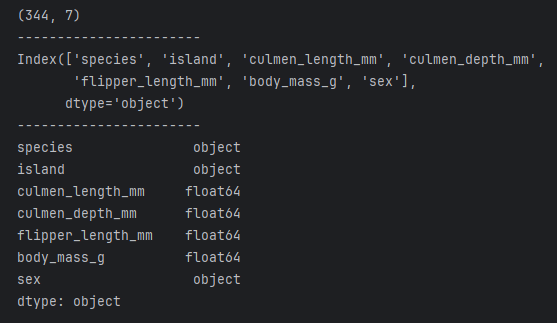 (344, 7)
-----------------------
Index(['species', 'island', 'culmen_length_mm', 'culmen_depth_mm',
       'flipper_length_mm', 'body_mass_g', 'sex'],
      dtype='object')
-----------------------
species               object
island                object
culmen_length_mm     float64
culmen_depth_mm      float64
flipper_length_mm    float64
body_mass_g          float64
sex                   object
dtype: object